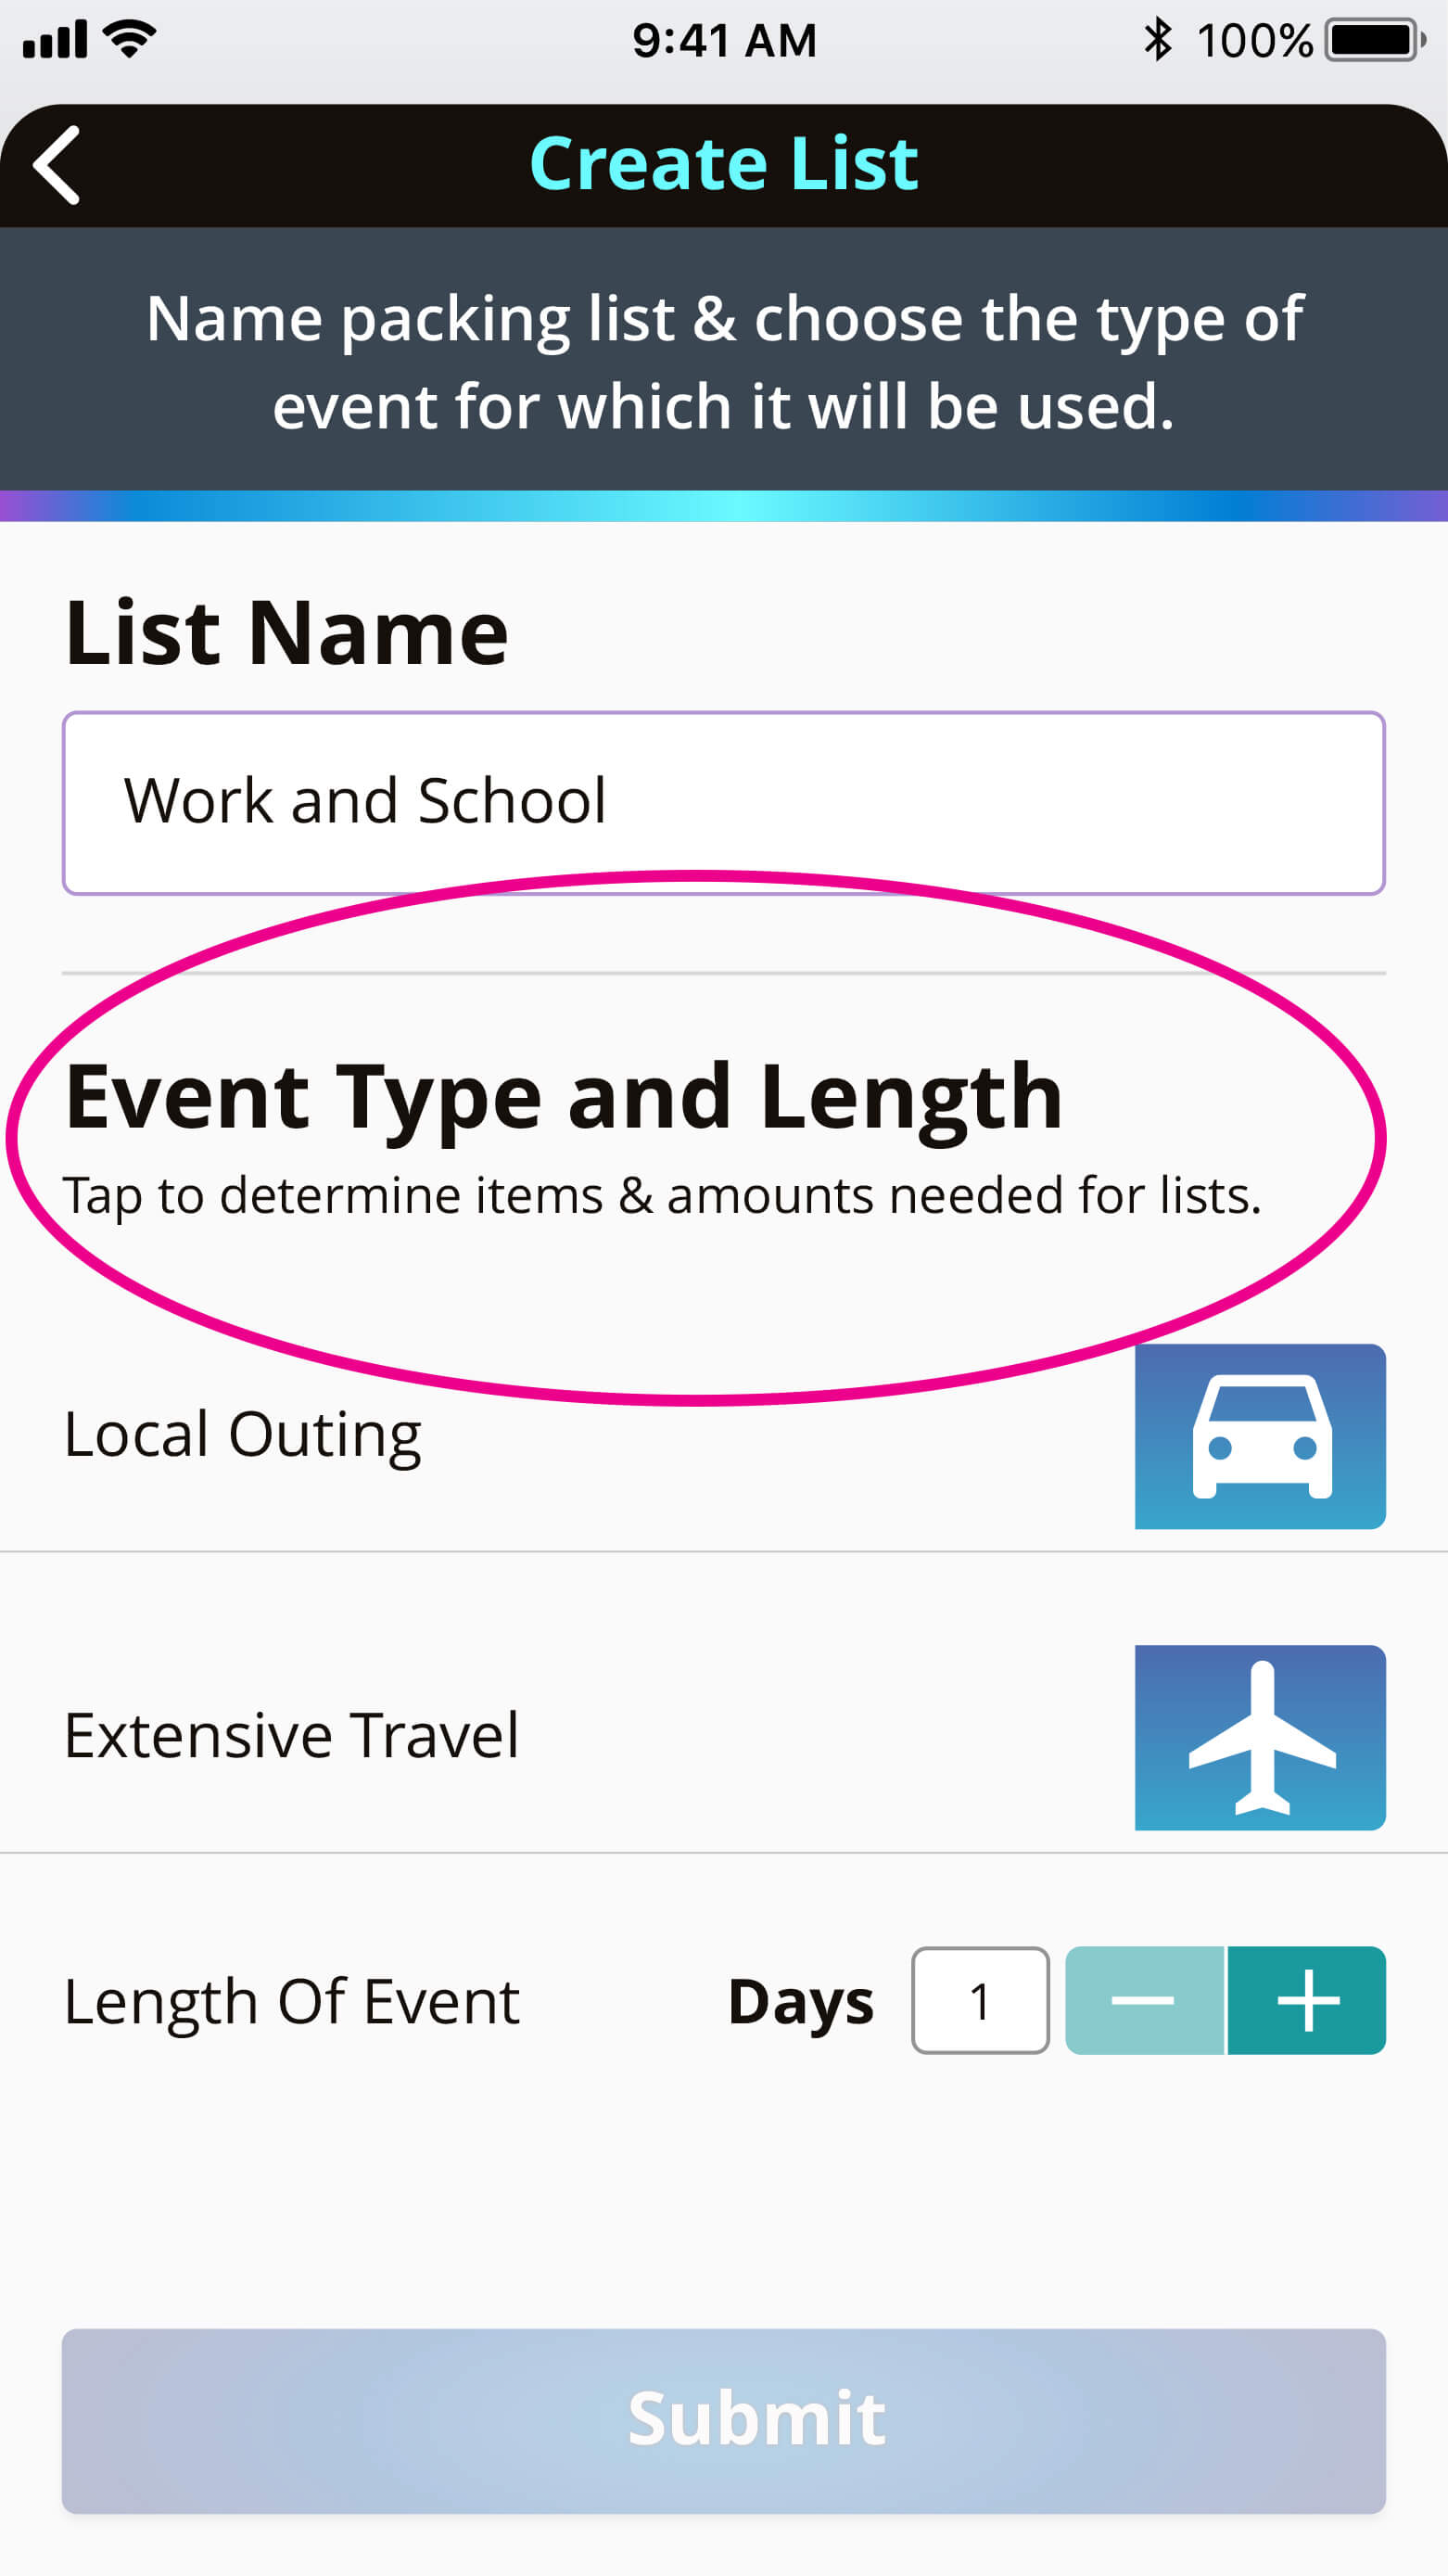 9:41 AM 100%
Create List
Name packing list & choose the type of
event for which it will be used.
List Name
Work and School
Event Type and Length
Tap to determine items & amounts needed for lists.
Local Outing
Extensive Travel
Length Of Event Days 1 − +
Submit